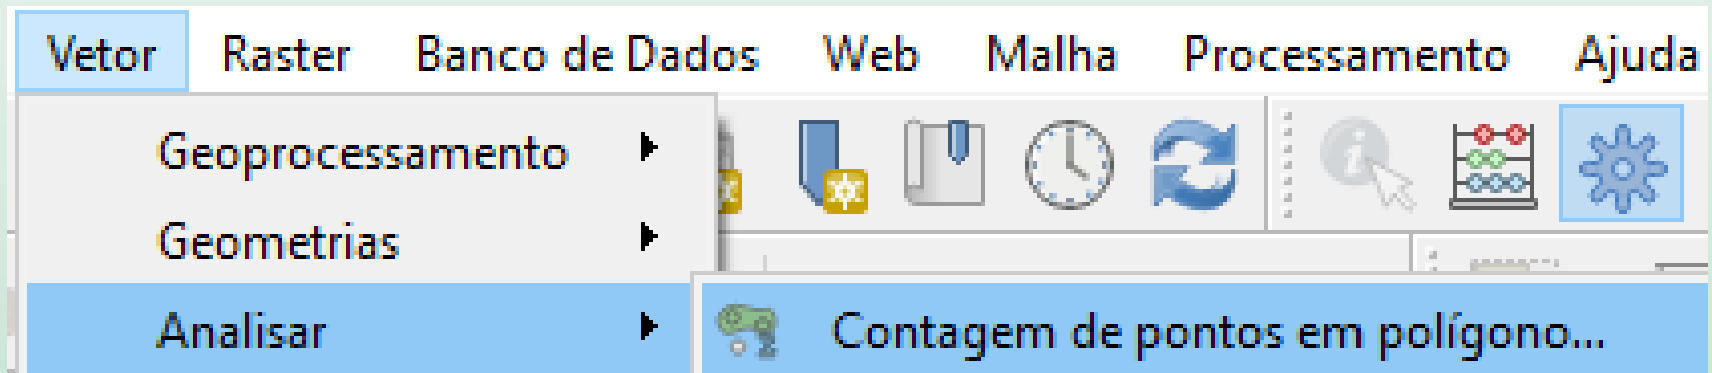 Vetor Raster Banco de Dados Web Malha Processamento Ajuda
Geoprocessamento
Geometrias
Analisar Contagem de pontos em polígono...